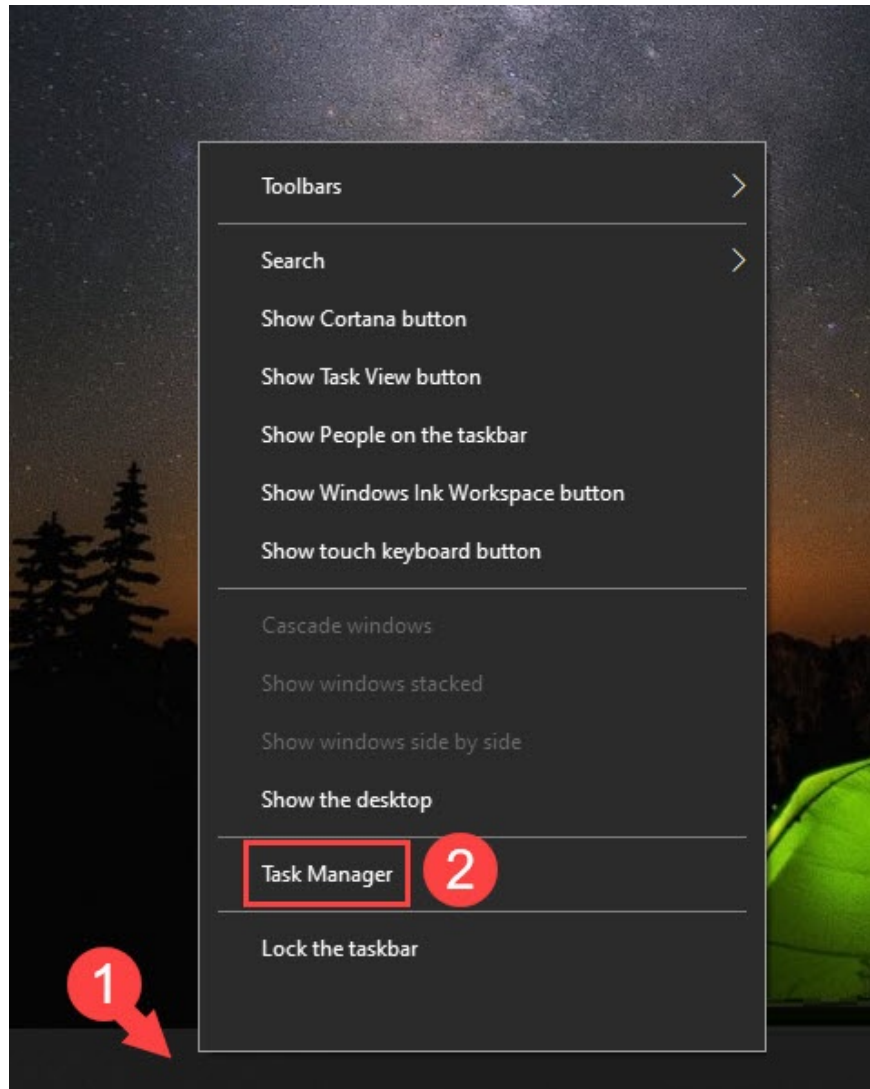 Toolbars
Search
Show Cortana button
Show Task View button
Show People on the taskbar
Show Windows Ink Workspace button
Show touch keyboard button
Cascade windows
Show windows stacked
Show windows side by side
Show the desktop
Task Manager 2
Lock the taskbar
1